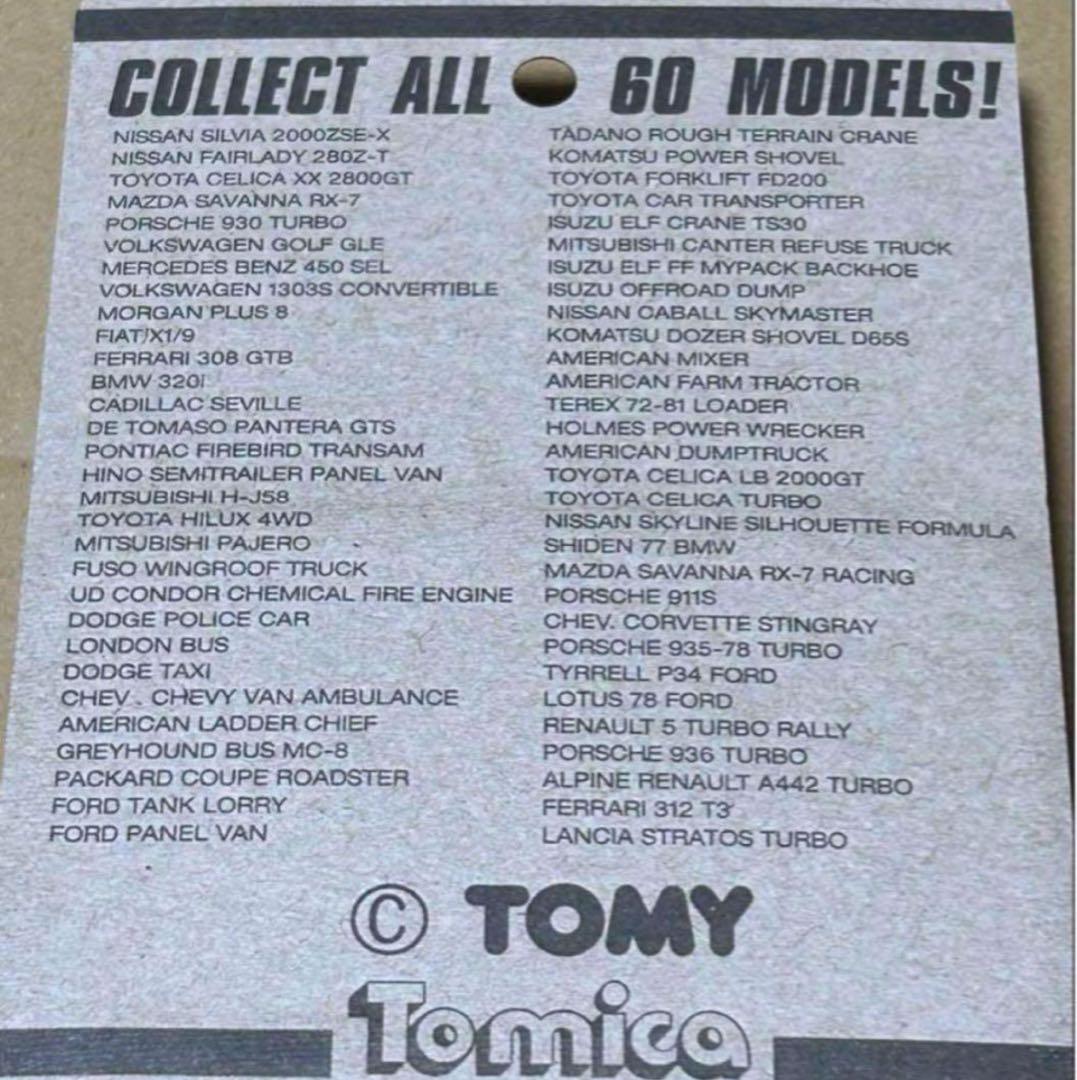 COLLECT ALL 60 MODELS!
NISSAN SILVIA 2000ZSE-X
NISSAN FAIRLADY 280Z-T
TOYOTA CELICA XX 2800GT
MAZDA SAVANNA RX-7
PORSCHE 930 TURBO
VOLKSWAGEN GOLF GLE
MERCEDES BENZ 450 SEL
VOLKSWAGEN 1303S CONVERTIBLE
MORGAN PLUS 8
FIAT/X1/9
FERRARI 308 GTB
BMW 320i
CADILLAC SEVILLE
DE TOMASO PANTERA GTS
PONTIAC FIREBIRD TRANSAM
HINO SEMITRAILER PANEL VAN
MITSUBISHI H-J58
TOYOTA HILUX 4WD
MITSUBISHI PAJERO
FUSO WINGROOF TRUCK
UD CONDOR CHEMICAL FIRE ENGINE
DODGE POLICE CAR
LONDON BUS
DODGE TAXI
CHEV. CHEVY VAN AMBULANCE
AMERICAN LADDER CHIEF
GREYHOUND BUS MC-8
PACKARD COUPE ROADSTER
FORD TANK LORRY
FORD PANEL VAN
TADANO ROUGH TERRAIN CRANE
KOMATSU POWER SHOVEL
TOYOTA FORKLIFT FD200
TOYOTA CAR TRANSPORTER
ISUZU ELF CRANE TS30
MITSUBISHI CANTER REFUSE TRUCK
ISUZU ELF FF MYPACK BACKHOE
ISUZU OFFROAD DUMP
NISSAN CABALL SKYMASTER
KOMATSU DOZER SHOVEL D65S
AMERICAN MIXER
AMERICAN FARM TRACTOR
TEREX 72-81 LOADER
HOLMES POWER WRECKER
AMERICAN DUMPTRUCK
TOYOTA CELICA LB 2000GT
TOYOTA CELICA TURBO
NISSAN SKYLINE SILHOUETTE FORMULA
SHIDEN 77 BMW
MAZDA SAVANNA RX-7 RACING
PORSCHE 911S
CHEV. CORVETTE STINGRAY
PORSCHE 935-78 TURBO
TYRRELL P34 FORD
LOTUS 78 FORD
RENAULT 5 TURBO RALLY
PORSCHE 936 TURBO
ALPINE RENAULT A442 TURBO
FERRARI 312 T3
LANCIA STRATOS TURBO
© TOMY
Tomica